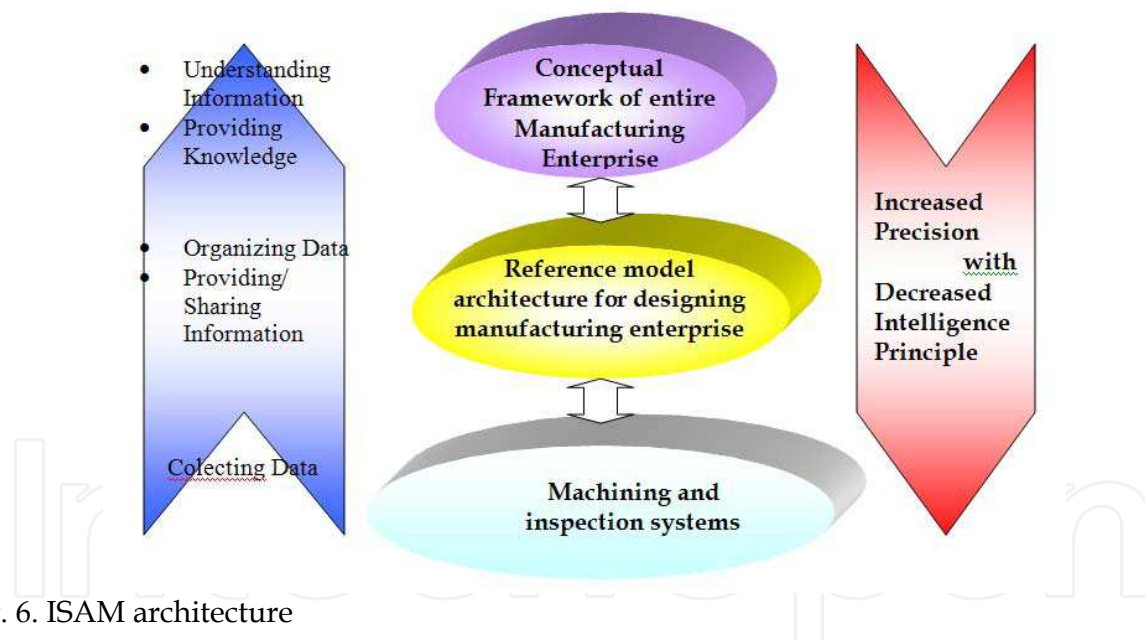 • Understanding
Information
• Providing
Knowledge
• Organizing Data
• Providing/
Sharing
Information
Colecting Data
Conceptual
Framework of entire
Manufacturing
Enterprise
Reference model
architecture for designing
manufacturing enterprise
Machining and
inspection systems
Increased
Precision
with
Decreased
Intelligence
Principle
. 6. ISAM architecture